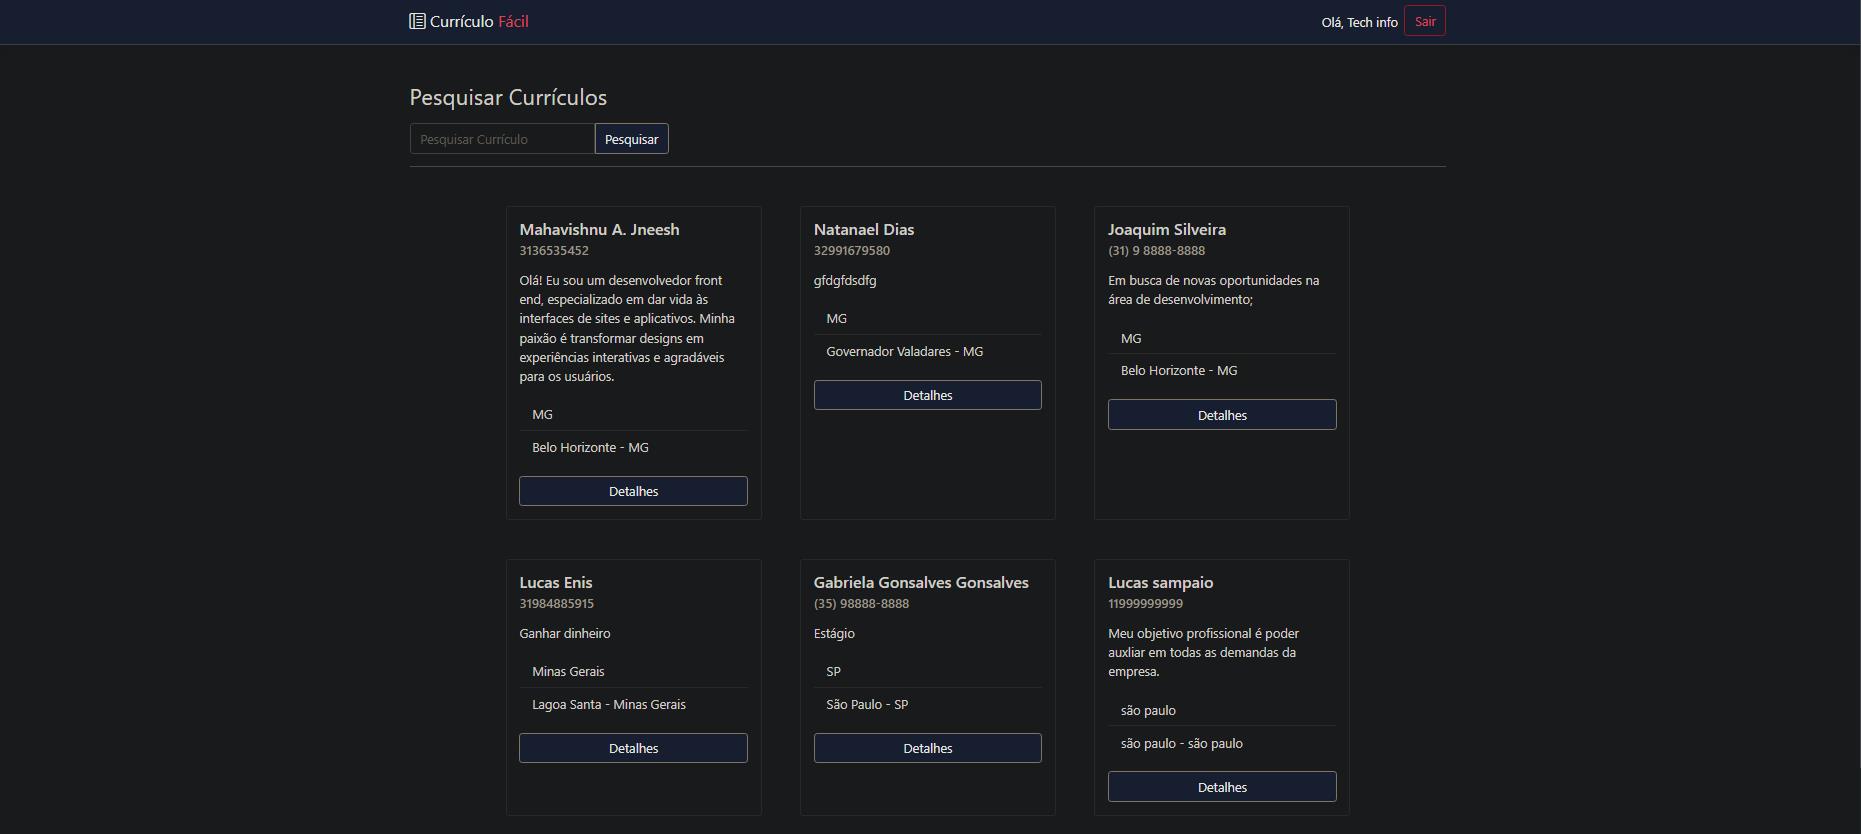 Currículo Fácil
Olá, Tech info
Sair
Pesquisar Currículos
Pesquisar Currículo
Pesquisar
Mahavishnu A. Jneesh
3136535452
Olá! Eu sou um desenvolvedor front
end, especializado em dar vida às
interfaces de sites e aplicativos. Minha
paixão é transformar designs em
experiências interativas e agradáveis
para os usuários.
MG
Belo Horizonte - MG
Detalhes
Natanael Dias
32991679580
gfdgfdsdfg
MG
Governador Valadares - MG
Detalhes
Joaquim Silveira
(31) 9 8888-8888
Em busca de novas oportunidades na
área de desenvolvimento;
MG
Belo Horizonte - MG
Detalhes
Lucas Enis
31984885915
Ganhar dinheiro
Minas Gerais
Lagoa Santa - Minas Gerais
Detalhes
Gabriela Gonsalves Gonsalves
(35) 98888-8888
Estágio
SP
São Paulo - SP
Detalhes
Lucas sampaio
11999999999
Meu objetivo profissional é poder
auxliar em todas as demandas da
empresa.
são paulo
são paulo - são paulo
Detalhes